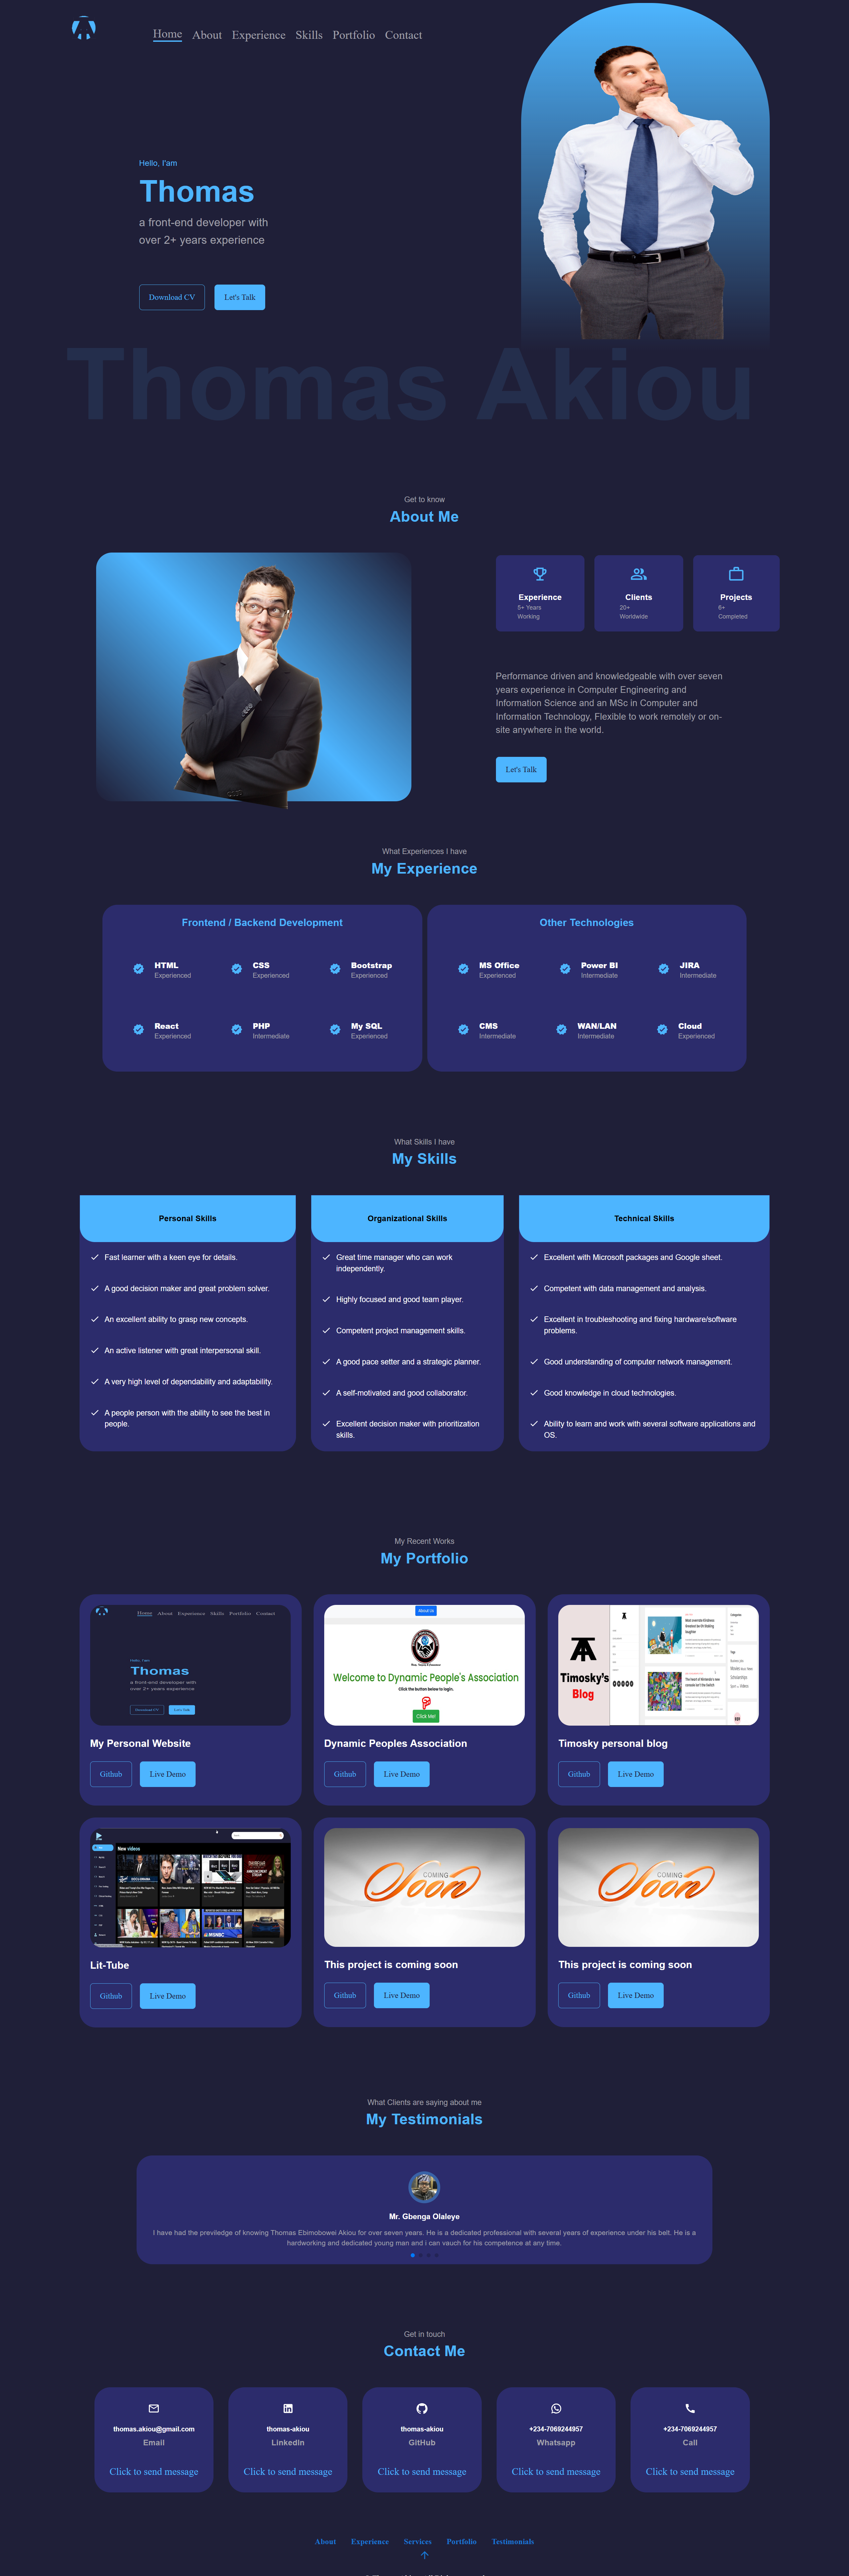 Home About Experience Skills Portfolio Contact
Hello, I'am
Thomas
a front-end developer with
over 2+ years experience
Download CV Let's Talk
Thomas Akiou
Get to know
About Me
Experience
5+ Years
Working
Clients
20+
Worldwide
Projects
6+
Completed
Performance driven and knowledgeable with over seven
years experience in Computer Engineering and
Information Science and an MSc in Computer and
Information Technology, Flexible to work remotely or on-
site anywhere in the world.
Let's Talk
What Experiences I have
My Experience
Frontend / Backend Development
HTML
Experienced
CSS
Experienced
Bootstrap
Experienced
React
Experienced
PHP
Intermediate
My SQL
Experienced
Other Technologies
MS Office
Experienced
Power BI
Intermediate
JIRA
Intermediate
CMS
Intermediate
WAN/LAN
Intermediate
Cloud
Experienced
What Skills I have
My Skills
Personal Skills
Fast learner with a keen eye for details.
A good decision maker and great problem solver.
An excellent ability to grasp new concepts.
An active listener with great interpersonal skill.
A very high level of dependability and adaptability.
A people person with the ability to see the best in
people.
Organizational Skills
Great time manager who can work
independently.
Highly focused and good team player.
Competent project management skills.
A good pace setter and a strategic planner.
A self-motivated and good collaborator.
Excellent decision maker with prioritization
skills.
Technical Skills
Excellent with Microsoft packages and Google sheet.
Competent with data management and analysis.
Excellent in troubleshooting and fixing hardware/software
problems.
Good understanding of computer network management.
Good knowledge in cloud technologies.
Ability to learn and work with several software applications and
OS.
My Recent Works
My Portfolio
Home About Experience Skills Portfolio Contact
Hello, I'am
Thomas
a front-end developer with
over 2+ years experience
Download CV Let's Talk
My Personal Website
Github Live Demo
About Us
Welcome to Dynamic People's Association
Click the button below to login.
Click Me!
Dynamic Peoples Association
Github Live Demo
Timosky's
Blog
Timosky personal blog
Github Live Demo
New videos
Lit-Tube
Github Live Demo
COMING
Soon
This project is coming soon
Github Live Demo
COMING
Soon
This project is coming soon
Github Live Demo
What Clients are saying about me
My Testimonials
Mr. Gbenga Olaleye
I have had the previledge of knowing Thomas Ebimobowei Akiou for over seven years. He is a dedicated professional with several years of experience under his belt. He is a
hardworking and dedicated young man and i can vauch for his competence at any time.
Get in touch
Contact Me
thomas.akiou@gmail.com
Email
Click to send message
thomas-akiou
LinkedIn
Click to send message
thomas-akiou
GitHub
Click to send message
+234-7069244957
Whatsapp
Click to send message
+234-7069244957
Call
Click to send message
About Experience Services Portfolio Testimonials